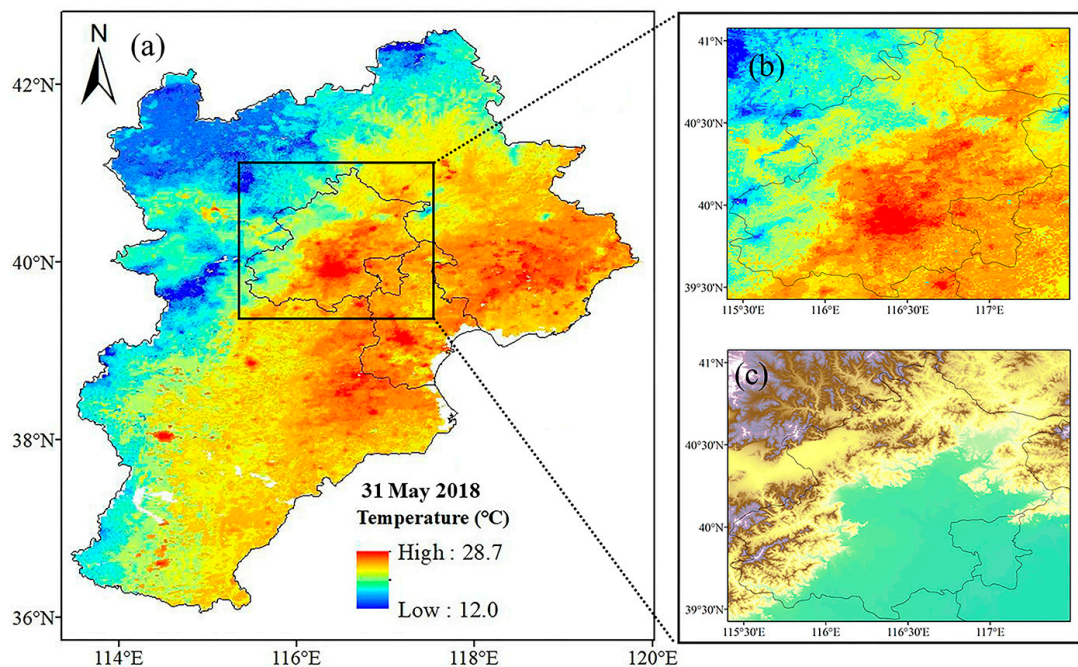 N
(a)
42°N
40°N
38°N
36°N
114°E
116°E
118°E
120°E
31 May 2018
Temperature (°C)
High : 28.7
Low : 12.0
(b)
41°N
40°30'N
40°N
39°30'N
115°30'E
116°E
116°30'E
117°E
(c)
41°N
40°30'N
40°N
39°30'N
115°30'E
116°E
116°30'E
117°E